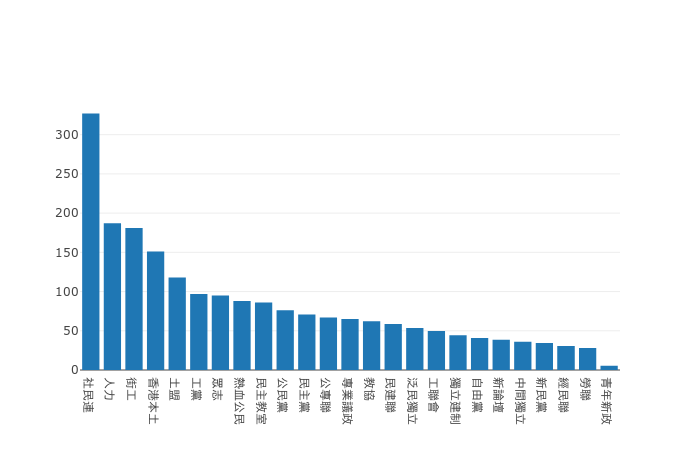 300
250
200
150
100
50
0
社民連
人力
街工
香港本土
土盟
工黨
眾志
熱血公民
民主教室
公民黨
民主黨
公專聯
專業議政
教協
民建聯
泛民獨立
工聯會
獨立建制
自由黨
新論壇
中間獨立
新民黨
經民聯
勞聯
青年新政